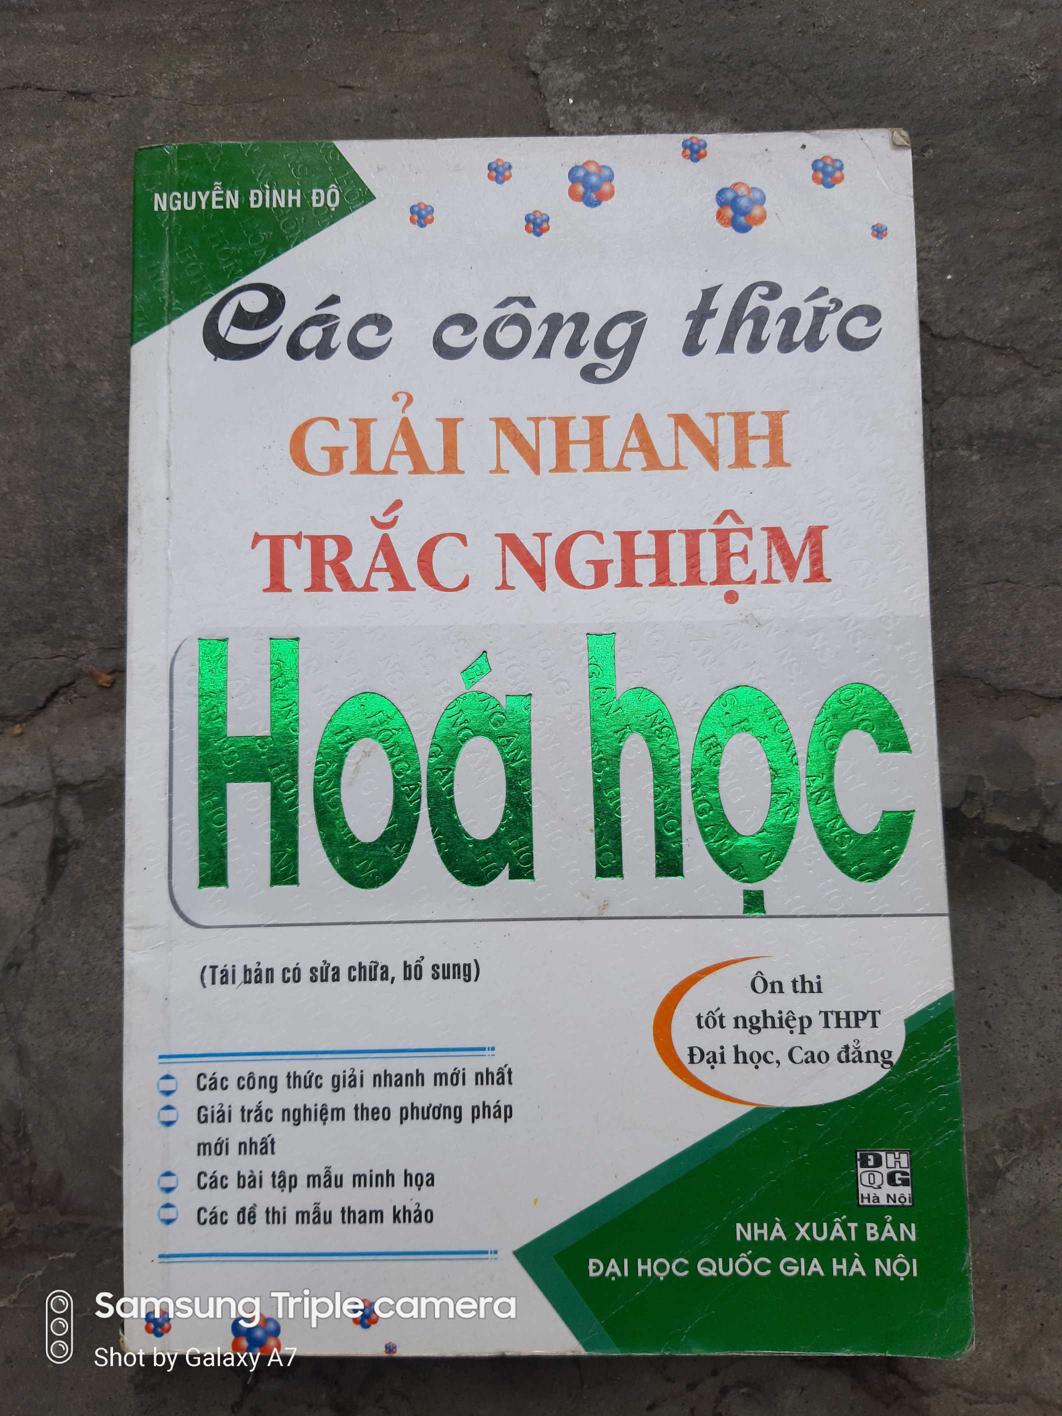 NGUYỄN ĐÌNH ĐỘ
Các công thức
GIẢI NHANH
TRẮC NGHIỆM
Hoá học
(Tái bản có sửa chữa, bổ sung)
Ôn thi
tốt nghiệp THPT
Đại học, Cao đẳng
Các công thức giải nhanh mới nhất
Giải trắc nghiệm theo phương pháp
mới nhất
Các bài tập mẫu minh họa
Các đề thi mẫu tham khảo
ĐH
QG
Hà Nội
NHÀ XUẤT BẢN
ĐẠI HỌC QUỐC GIA HÀ NỘI
Samsung Triple camera
Shot by Galaxy A7